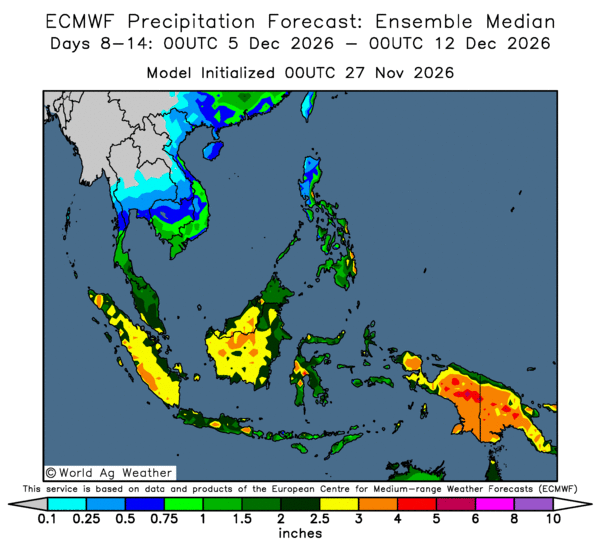 ECMWF Precipitation Forecast: Ensemble Median
Days 8-14: 00UTC 5 Dec 2026 - 00UTC 12 Dec 2026
Model Initialized 00UTC 27 Nov 2026
© World Ag Weather
This service is based on data and products of the European Centre for Medium-range Weather Forecasts (ECMWF)
0.1 0.25 0.5 0.75 1 1.5 2 2.5 3 4 5 6 8 10
inches